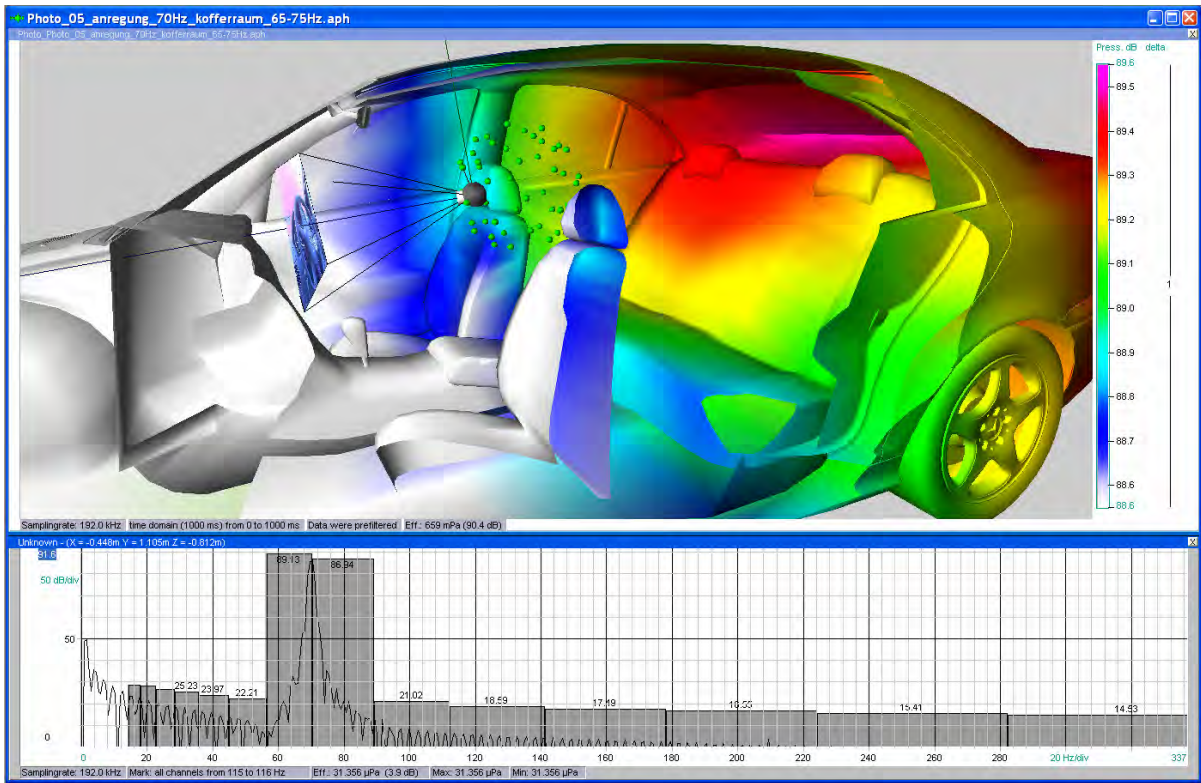 Photo_05_anregung_70Hz_kofferraum_65-75Hz.aph
Photo_Photo_05_anregung_70Hz_kofferraum_65-75Hz.aph
X
Press. dB delta
89.6
89.5
89.4
89.3
89.2
89.1
1
89.0
88.9
88.8
88.7
88.6
88.6
Samplingrate: 192.0 kHz time domain (1000 ms) from 0 to 1000 ms Data were prefiltered Eff.: 659 mPa (90.4 dB)
Unknown - (X = -0.448m Y = 1.105m Z = -0.812m)
X
91.6
89.13 86.94
50 dB/div
50
25.23 23.97 22.21 21.02 18.59 17.19 16.55 15.41 14.93
0
0 20 40 60 80 100 120 140 160 180 200 220 240 260 280 20 Hz/div 337
Samplingrate: 192.0 kHz Mark: all channels from 115 to 116 Hz Eff.: 31.356 µPa (3.9 dB) Max: 31.356 µPa Min: 31.356 µPa